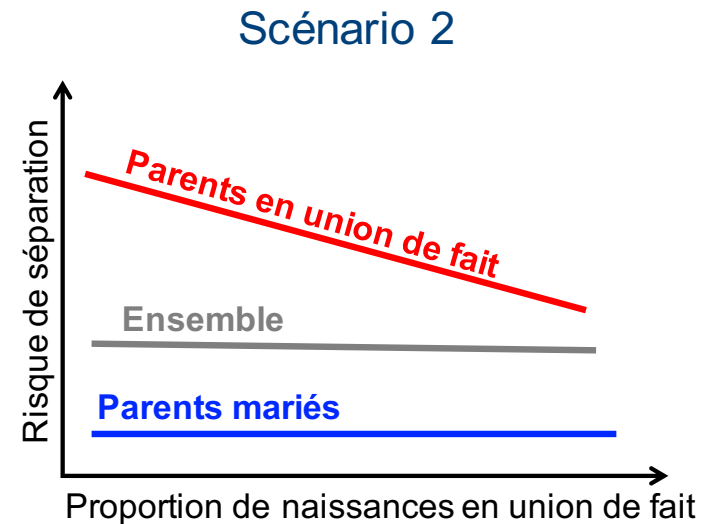 Scénario 2
Risque de séparation
Parents en union de fait
Ensemble
Parents mariés
Proportion de naissances en union de fait